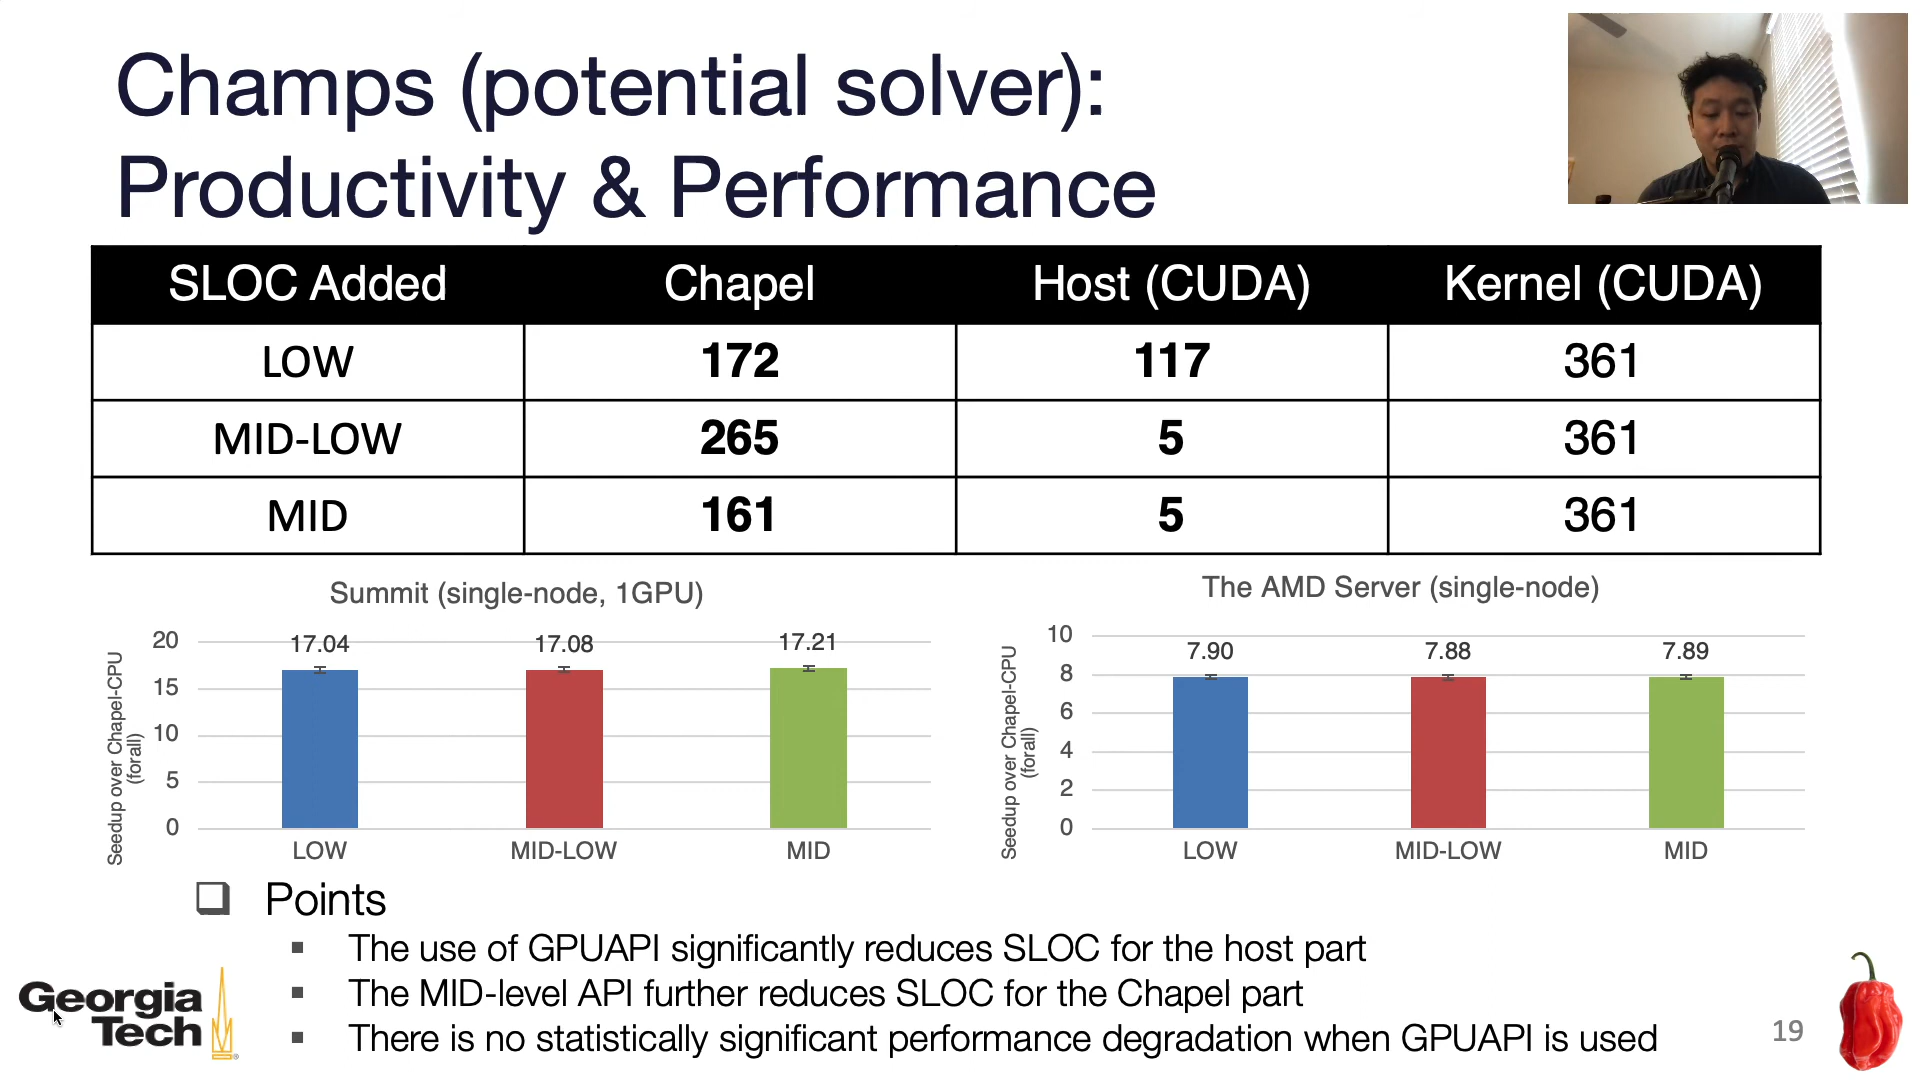 Champs (potential solver):
Productivity & Performance
SLOC Added Chapel Host (CUDA) Kernel (CUDA)
LOW 172 117 361
MID-LOW 265 5 361
MID 161 5 361
Summit (single-node, 1GPU)
Seedup over Chapel-CPU
(forall)
20
15
10
5
0
17.04 17.08 17.21
LOW MID-LOW MID
The AMD Server (single-node)
Seedup over Chapel-CPU
(forall)
10
8
6
4
2
0
7.90 7.88 7.89
LOW MID-LOW MID
Points
The use of GPUAPI significantly reduces SLOC for the host part
The MID-level API further reduces SLOC for the Chapel part
There is no statistically significant performance degradation when GPUAPI is used
Georgia
Tech
®
19